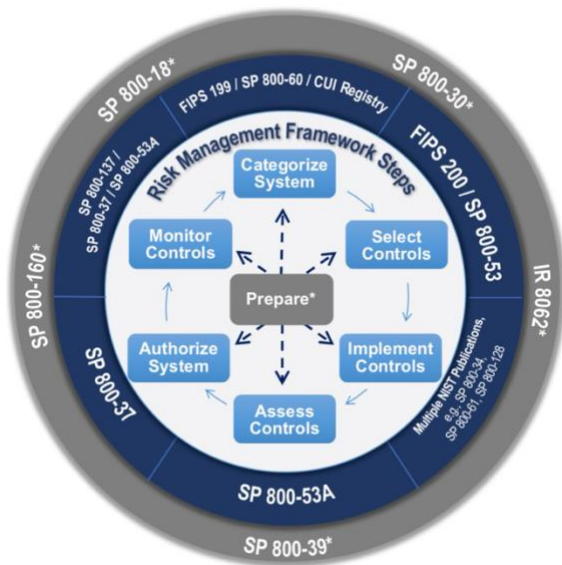 SP 800-18*
SP 800-30*
IR 8062*
SP 800-39*
SP 800-160*
FIPS 199 / SP 800-60 / CUI Registry
FIPS 200 / SP 800-53
Multiple NIST Publications,
e.g., SP 800-34,
SP 800-61, SP 800-128
SP 800-53A
SP 800-37
SP 800-137 /
SP 800-37 / SP 800-53A
Risk Management Framework Steps
Categorize
System
Select
Controls
Implement
Controls
Assess
Controls
Authorize
System
Monitor
Controls
Prepare*